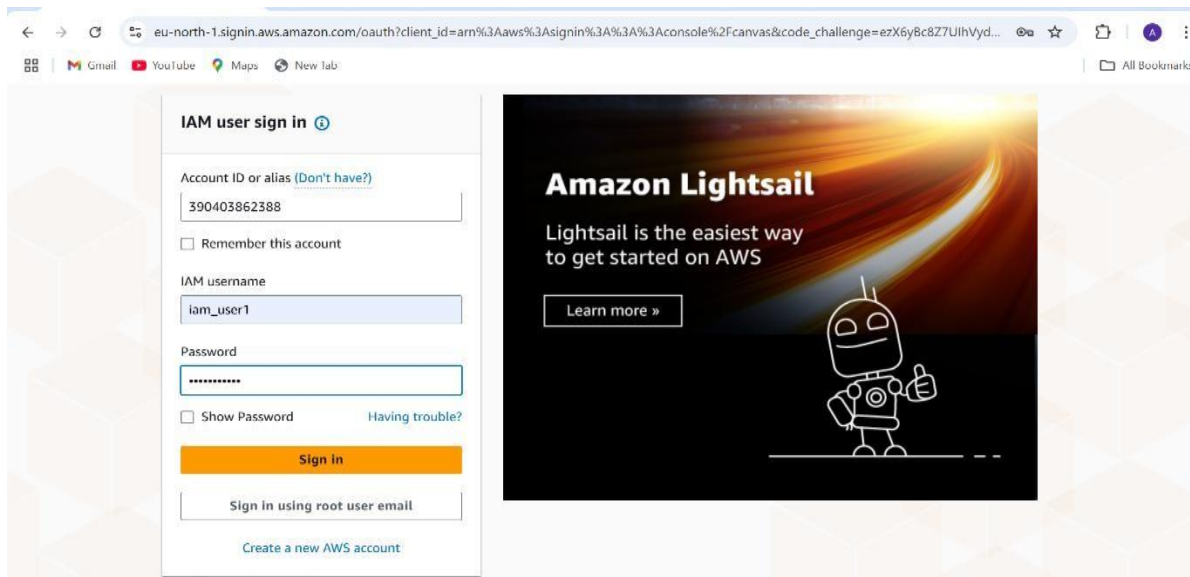 eu-north-1.signin.aws.amazon.com/oauth?client_id=arn%3Aaws%3Asignin%3A%3A%3Aconsole%2Fcanvas&code_challenge=ezX6yBc8Z7UIhVyd...
A
Gmail
YouTube
Maps
New Tab
All Bookmarks
IAM user sign in
Account ID or alias (Don't have?)
390403862388
Remember this account
IAM username
iam_user1
Password
•••••••••••
Show Password
Having trouble?
Sign in
Sign in using root user email
Create a new AWS account
Amazon Lightsail
Lightsail is the easiest way
to get started on AWS
Learn more »